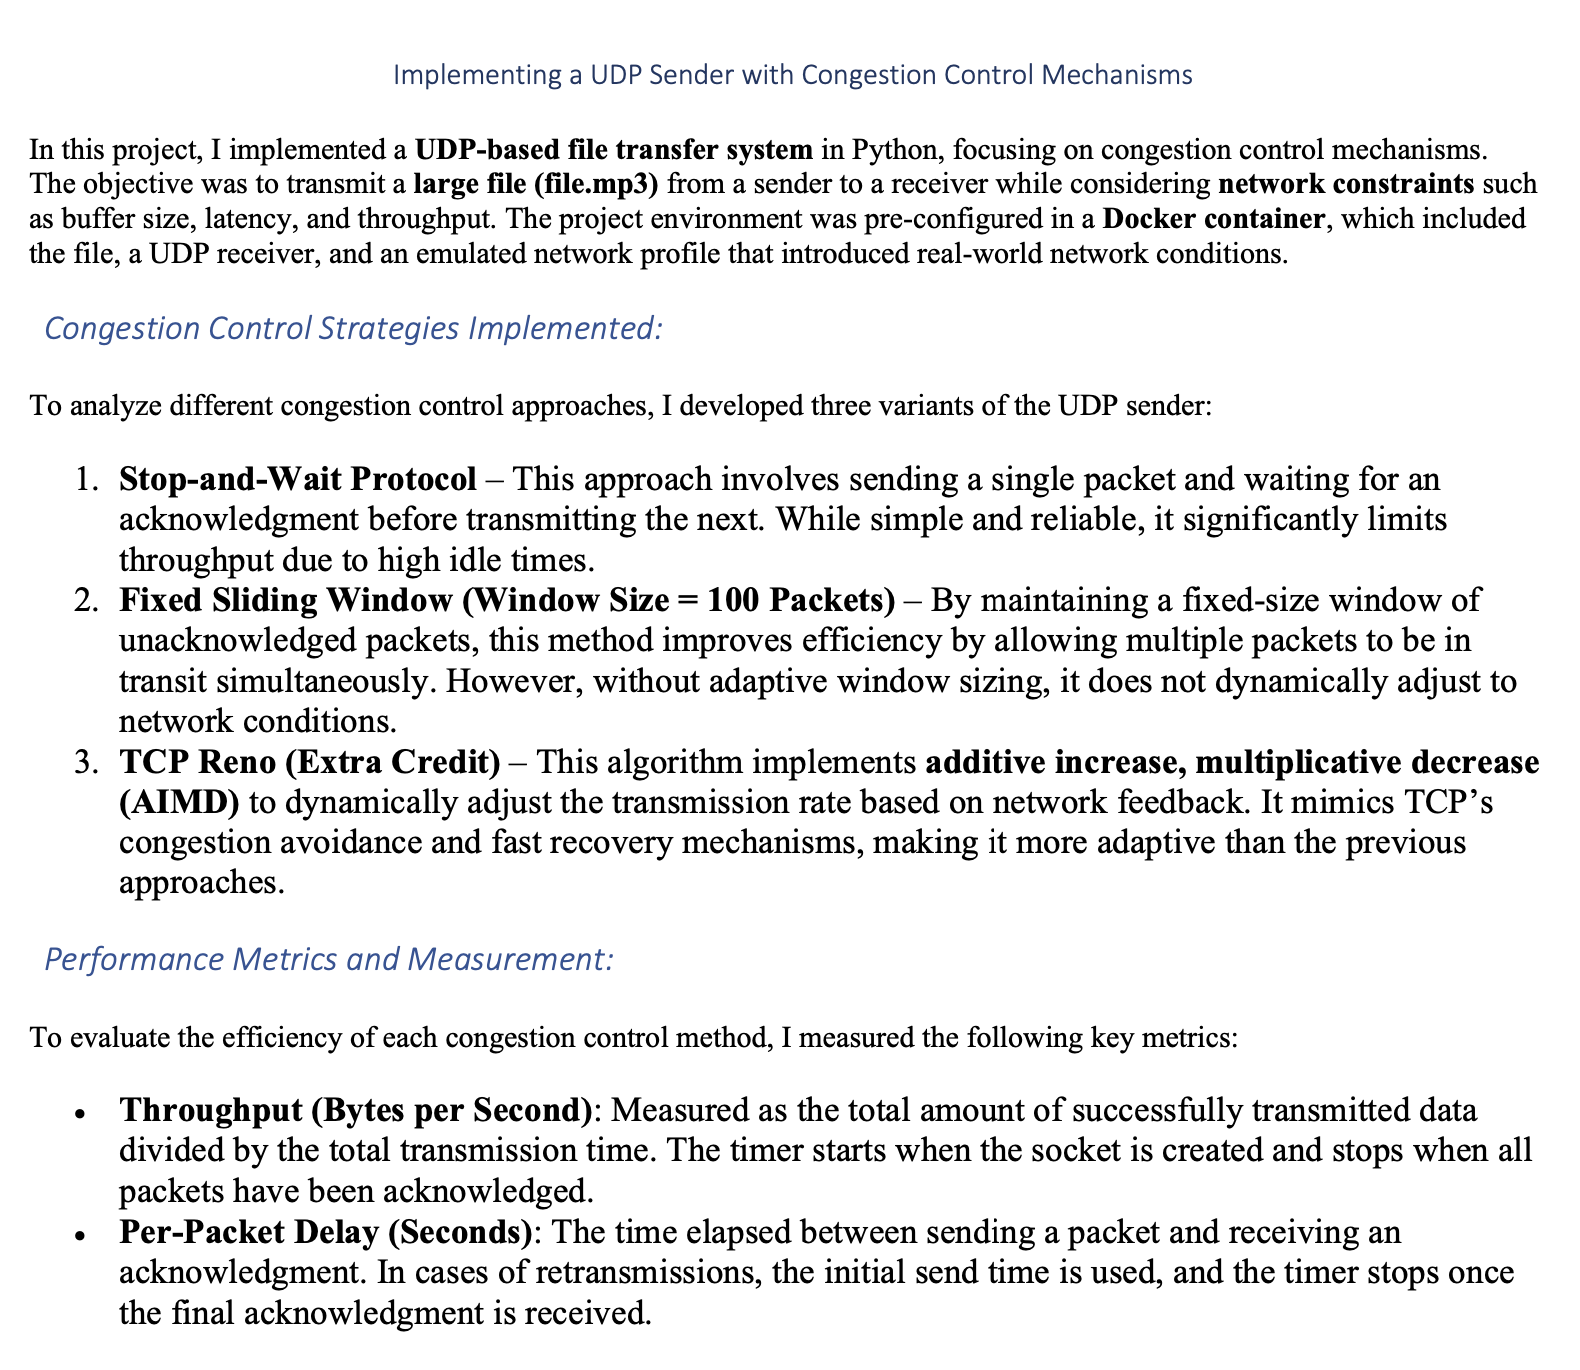 Implementing a UDP Sender with Congestion Control Mechanisms
In this project, I implemented a UDP-based file transfer system in Python, focusing on congestion control mechanisms.
The objective was to transmit a large file (file.mp3) from a sender to a receiver while considering network constraints such
as buffer size, latency, and throughput. The project environment was pre-configured in a Docker container, which included
the file, a UDP receiver, and an emulated network profile that introduced real-world network conditions.
Congestion Control Strategies Implemented:
To analyze different congestion control approaches, I developed three variants of the UDP sender:
1. Stop-and-Wait Protocol – This approach involves sending a single packet and waiting for an
acknowledgment before transmitting the next. While simple and reliable, it significantly limits
throughput due to high idle times.
2. Fixed Sliding Window (Window Size = 100 Packets) – By maintaining a fixed-size window of
unacknowledged packets, this method improves efficiency by allowing multiple packets to be in
transit simultaneously. However, without adaptive window sizing, it does not dynamically adjust to
network conditions.
3. TCP Reno (Extra Credit) – This algorithm implements additive increase, multiplicative decrease
(AIMD) to dynamically adjust the transmission rate based on network feedback. It mimics TCP’s
congestion avoidance and fast recovery mechanisms, making it more adaptive than the previous
approaches.
Performance Metrics and Measurement:
To evaluate the efficiency of each congestion control method, I measured the following key metrics:
• Throughput (Bytes per Second): Measured as the total amount of successfully transmitted data
divided by the total transmission time. The timer starts when the socket is created and stops when all
packets have been acknowledged.
• Per-Packet Delay (Seconds): The time elapsed between sending a packet and receiving an
acknowledgment. In cases of retransmissions, the initial send time is used, and the timer stops once
the final acknowledgment is received.